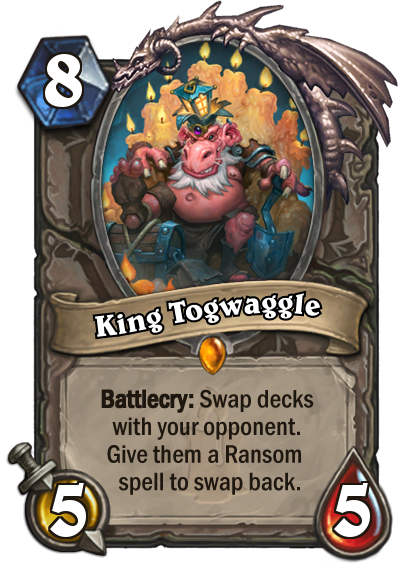 8
King Togwaggle
Battlecry: Swap decks
with your opponent.
Give them a Ransom
spell to swap back.
5 5